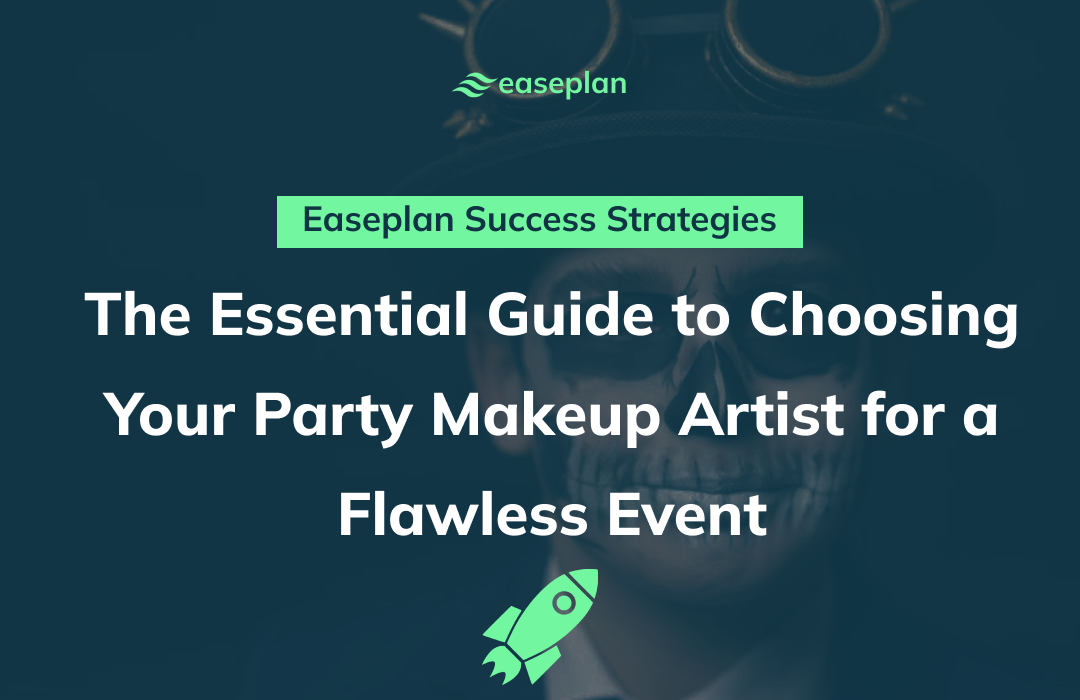 easeplan
Easeplan Success Strategies
The Essential Guide to Choosing
Your Party Makeup Artist for a
Flawless Event